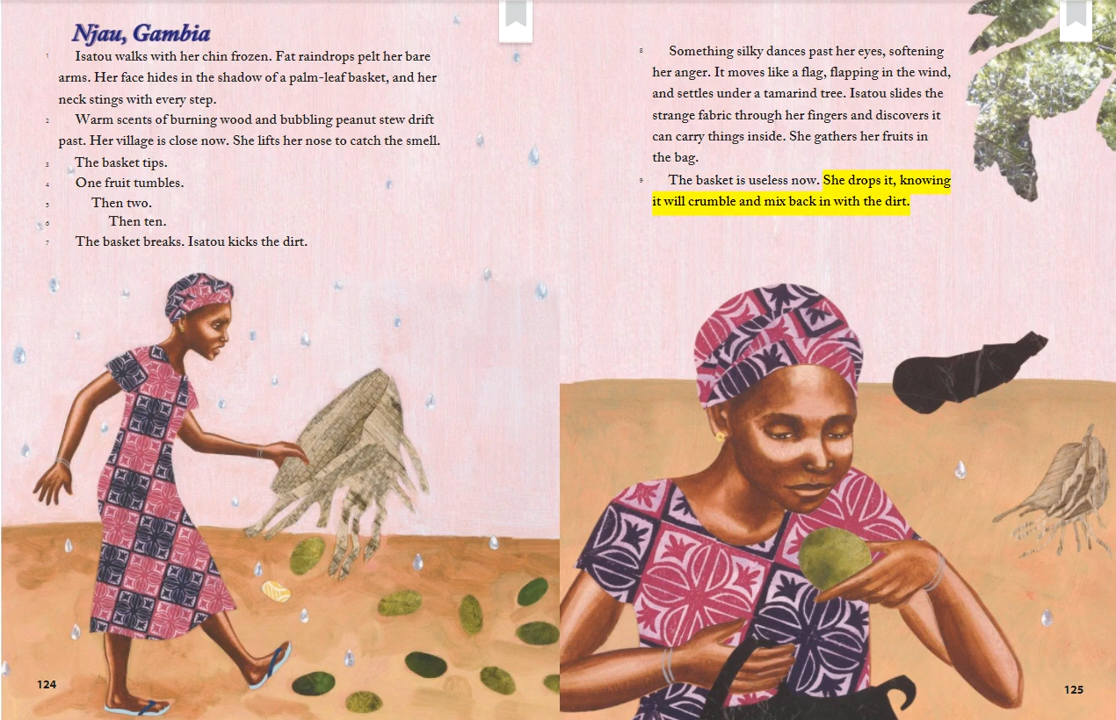 Njau, Gambia
1 Isatou walks with her chin frozen. Fat raindrops pelt her bare
arms. Her face hides in the shadow of a palm-leaf basket, and her
neck stings with every step.
2 Warm scents of burning wood and bubbling peanut stew drift
past. Her village is close now. She lifts her nose to catch the smell.
3 The basket tips.
4 One fruit tumbles.
5 Then two.
6 Then ten.
7 The basket breaks. Isatou kicks the dirt.
124
8 Something silky dances past her eyes, softening
her anger. It moves like a flag, flapping in the wind,
and settles under a tamarind tree. Isatou slides the
strange fabric through her fingers and discovers it
can carry things inside. She gathers her fruits in
the bag.
9 The basket is useless now. She drops it, knowing
it will crumble and mix back in with the dirt.
125